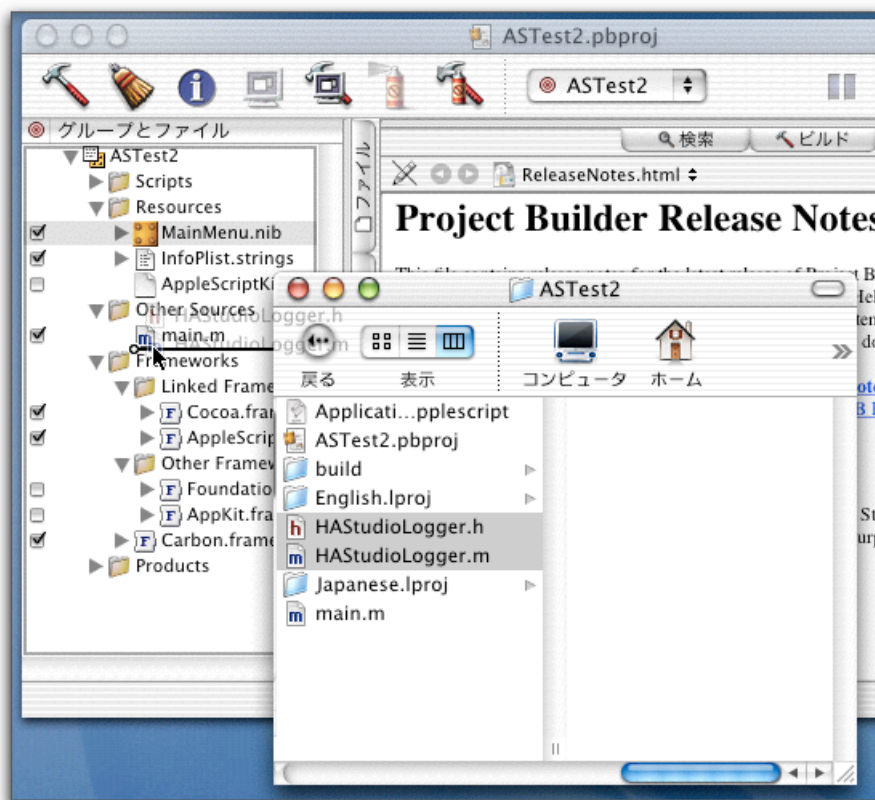 ASTest2.pbproj
ASTest2
グループとファイル
検索
ビルド
ファイル
ReleaseNotes.html
Project Builder Release Notes
ASTest2
Scripts
Resources
MainMenu.nib
InfoPlist.strings
AppleScriptKi
Other Sources
HAStudioLogger.h
main.m
HAStudioLogger.m
Frameworks
Linked Frame
Cocoa.fra
AppleScrip
Other Framew
Foundatio
AppKit.fra
Carbon.frame
Products
ASTest2
戻る
表示
コンピュータ
ホーム
Applicati...pplescript
ASTest2.pbproj
build
English.lproj
HAStudioLogger.h
HAStudioLogger.m
Japanese.lproj
main.m